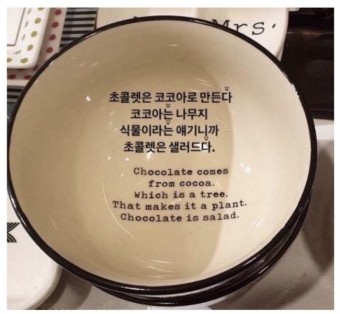 Mrs.
초콜렛은 코코아로 만든다
코코아는 나무지
식물이라는 얘기니까
초콜렛은 샐러드다.
Chocolate comes
from cocoa.
Which is a tree.
That makes it a plant.
Chocolate is salad.